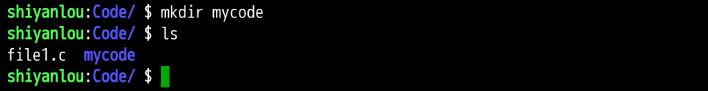 shiyanlou:Code/ $ mkdir mycode
shiyanlou:Code/ $ ls
file1.c  mycode
shiyanlou:Code/ $